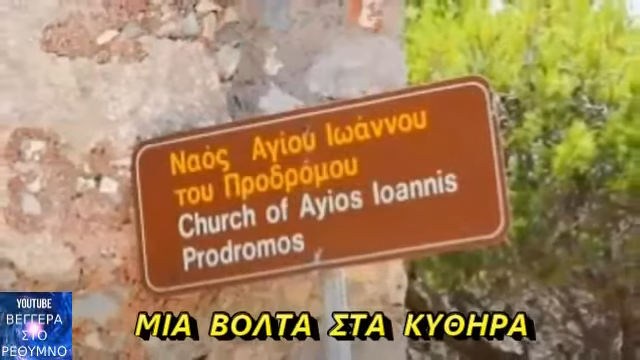 Ναός Αγίου Ιωάννου
του Προδρόμου
Church of Ayios Ioannis
Prodromos
YOUTUBE
ΒΕΓΓΕΡΑ
ΣΤΟ
ΡΕΘΥΜΝΟ
ΜΙΑ ΒΟΛΤΑ ΣΤΑ ΚΥΘΗΡΑ